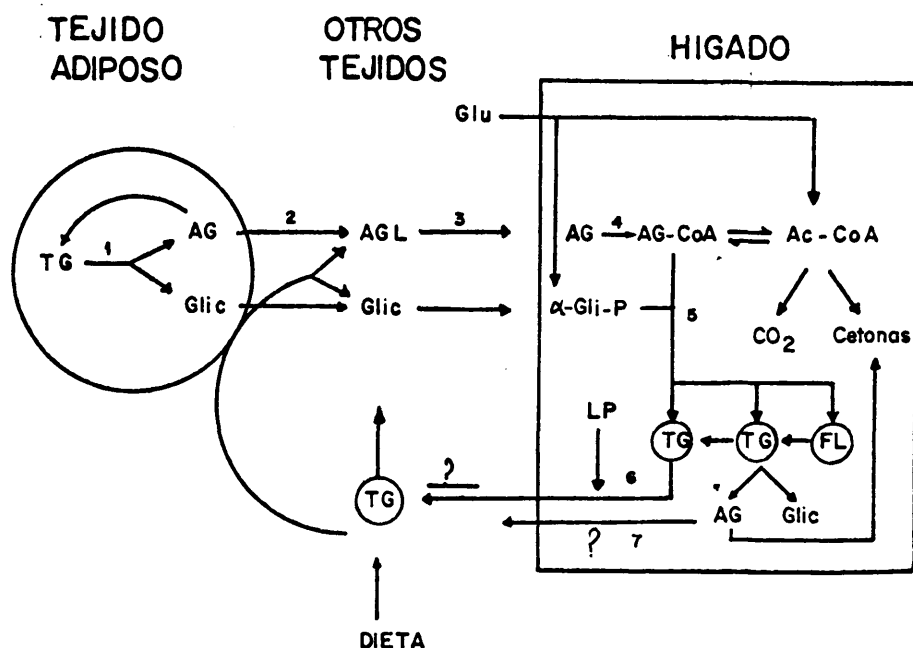 TEJIDO
ADIPOSO
OTROS
TEJIDOS
HIGADO
Glu
TG
1
AG
Glic
2
AGL
Glic
3
AG
4
AG-CoA
Ac-CoA
α-Gli-P
5
CO2
Cetonas
LP
TG
TG
FL
?
6
TG
AG
Glic
? 7
DIETA